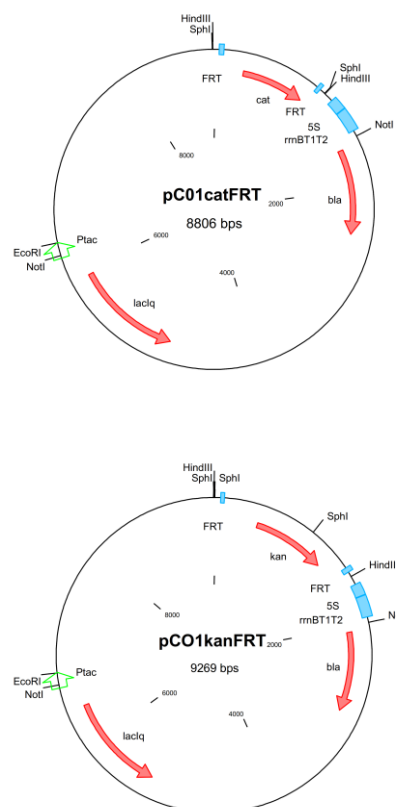 HindIII
SphI
FRT
cat
FRT
SphI
HindIII
5S
rrnBT1T2
NotI
8000
pC01catFRT
8806 bps
2000
bla
6000
4000
Ptac
EcoRI
NotI
lacIq
HindIII
SphI SphI
FRT
kan
SphI
FRT
HindII
5S
rrnBT1T2
N
8000
pCO1kanFRT
9269 bps
2000
bla
6000
4000
Ptac
EcoRI
NotI
lacIq